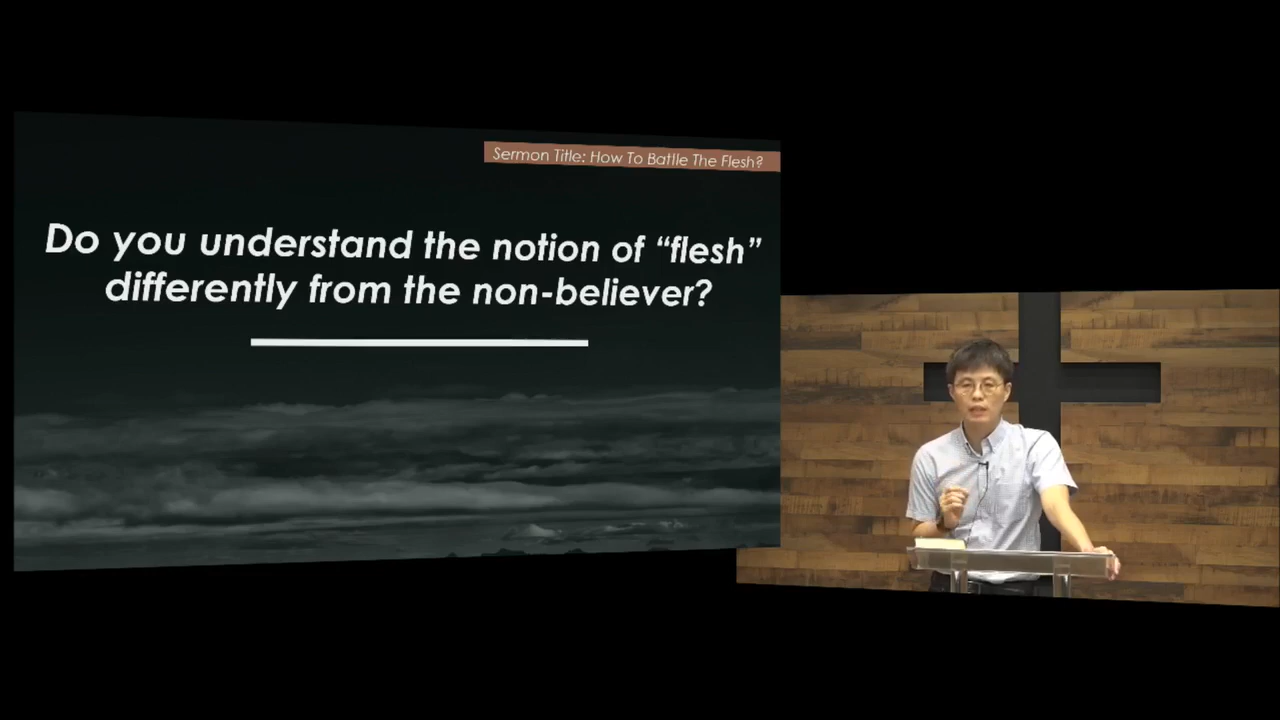 Sermon Title: How To Battle The Flesh?
Do you understand the notion of “flesh”
differently from the non-believer?